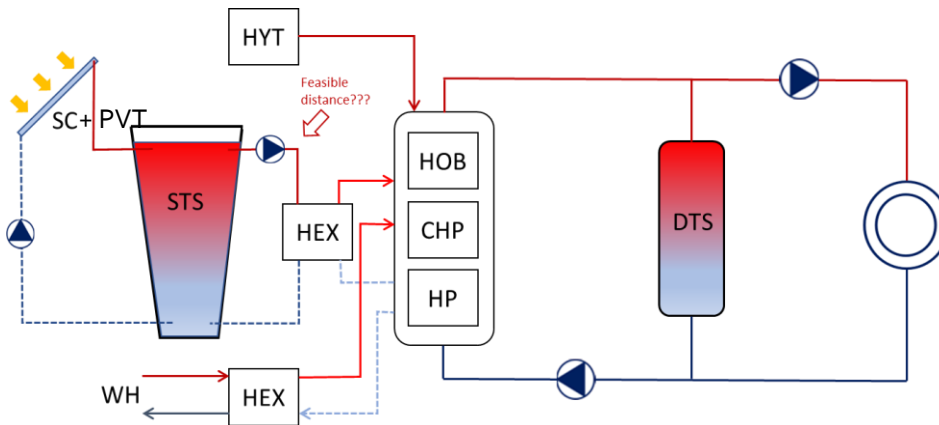 HYT
Feasible
distance???
SC+ PVT
HOB
STS
HEX
CHP
DTS
HP
WH
HEX